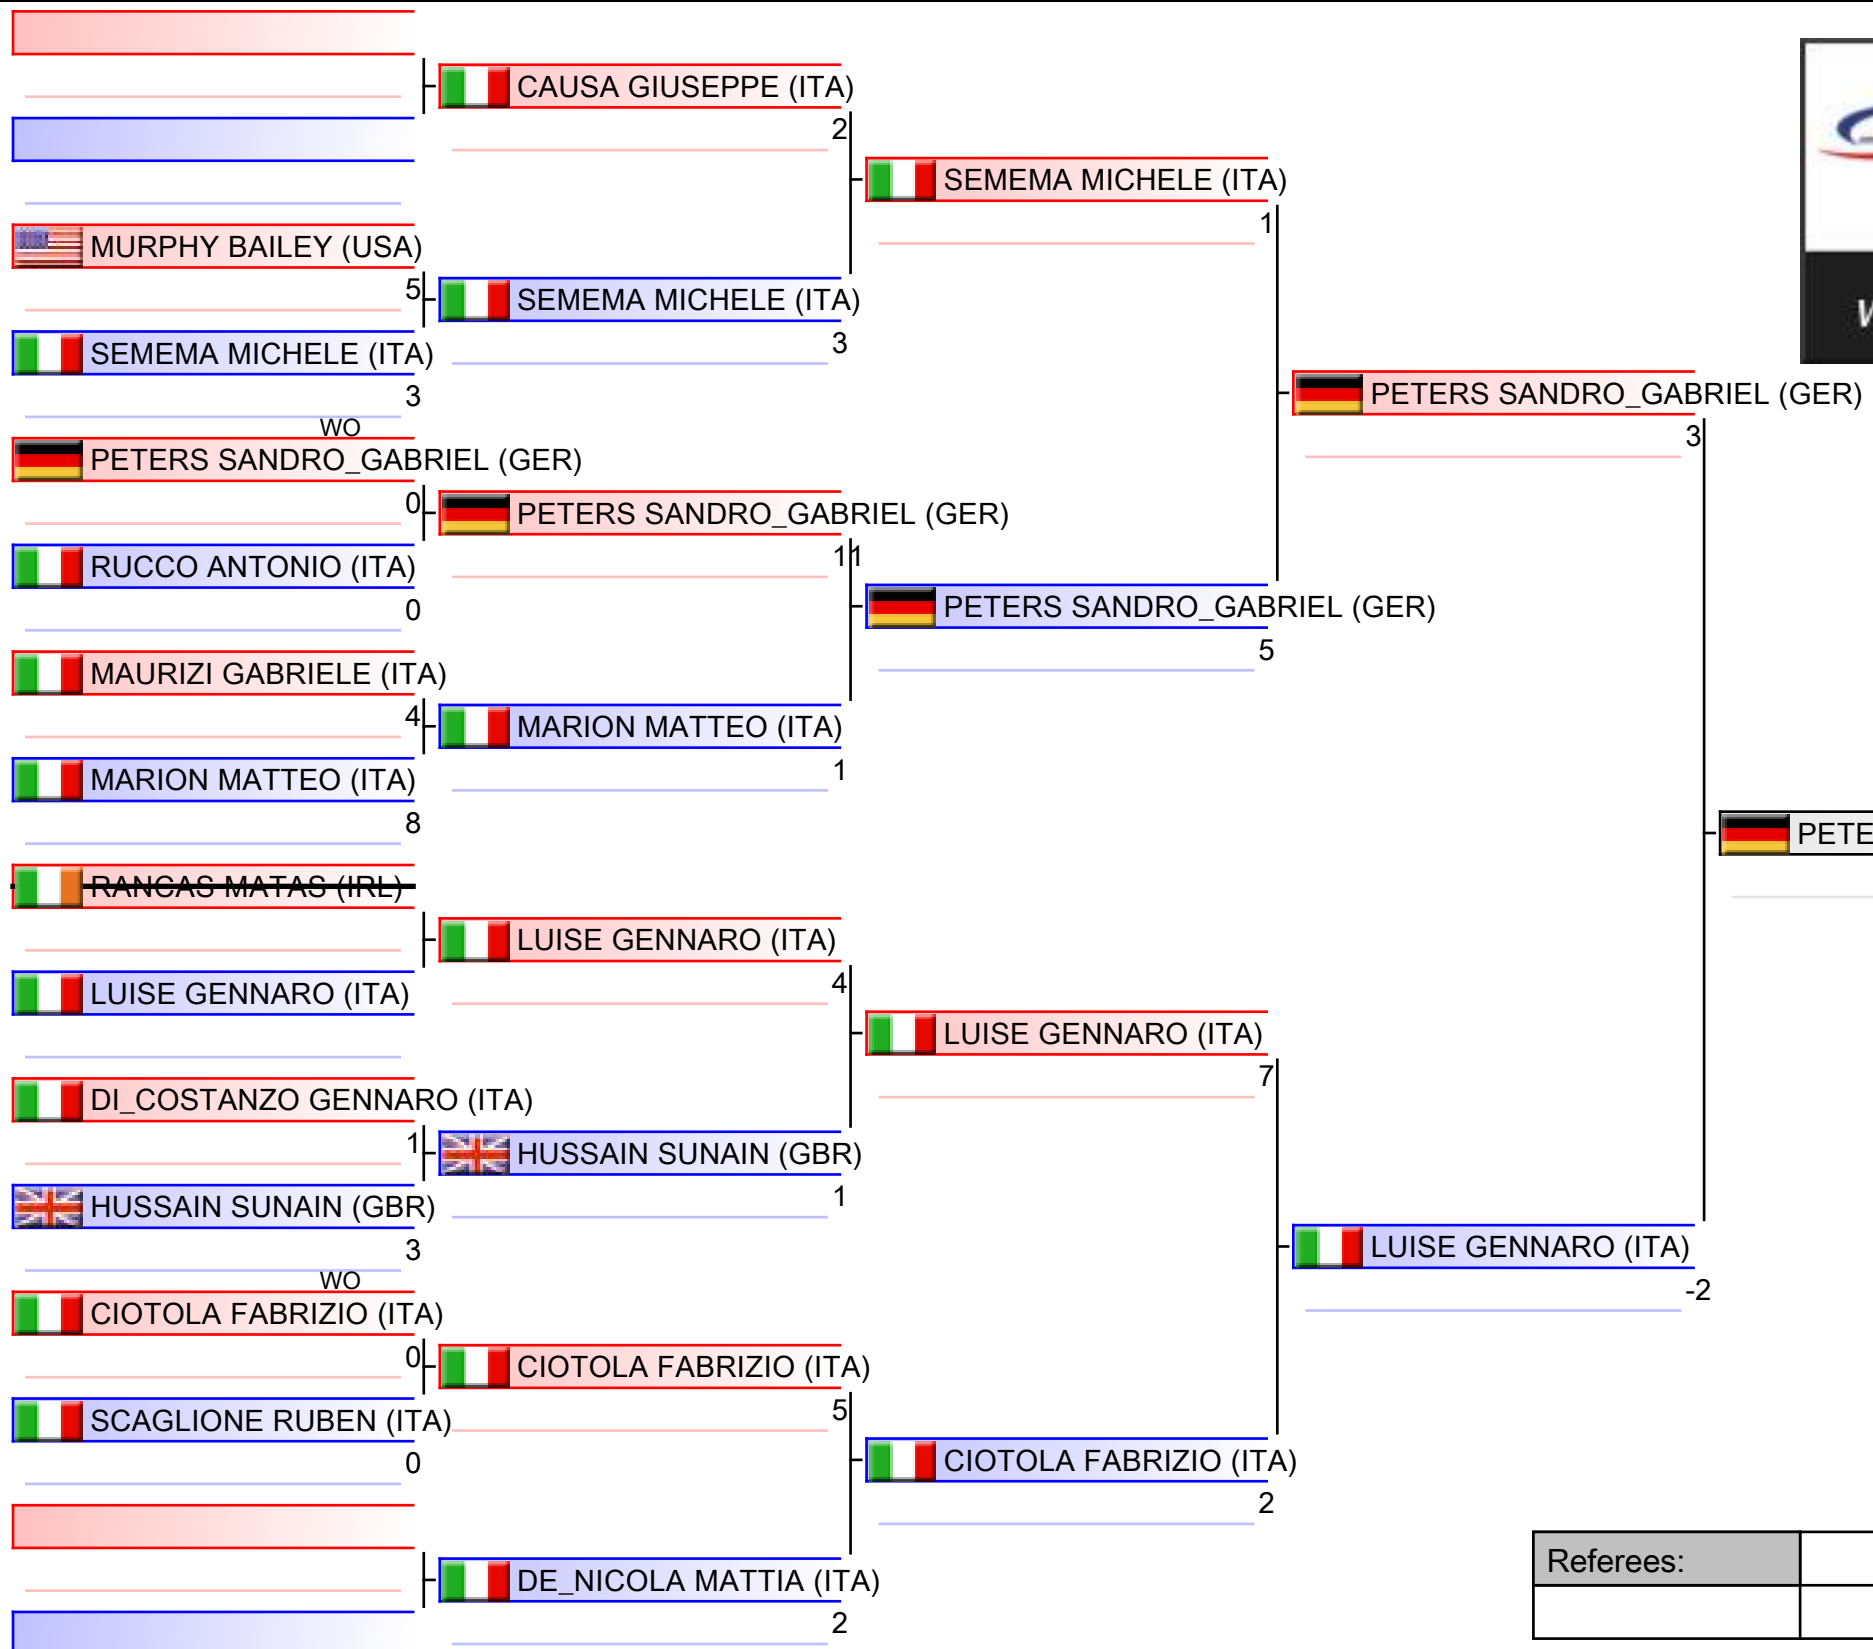 CAUSA GIUSEPPE (ITA)
2
SEMEMA MICHELE (ITA)
1
MURPHY BAILEY (USA)
5
SEMEMA MICHELE (ITA)
3
SEMEMA MICHELE (ITA)
3
PETERS SANDRO_GABRIEL (GER)
3
WO
PETERS SANDRO_GABRIEL (GER)
0
PETERS SANDRO_GABRIEL (GER)
11
RUCCO ANTONIO (ITA)
0
PETERS SANDRO_GABRIEL (GER)
5
MAURIZI GABRIELE (ITA)
4
MARION MATTEO (ITA)
1
MARION MATTEO (ITA)
8
PETE
RANCAS MATAS (IRL)
LUISE GENNARO (ITA)
4
LUISE GENNARO (ITA)
LUISE GENNARO (ITA)
7
DI_COSTANZO GENNARO (ITA)
1
HUSSAIN SUNAIN (GBR)
1
HUSSAIN SUNAIN (GBR)
3
LUISE GENNARO (ITA)
-2
WO
CIOTOLA FABRIZIO (ITA)
0
CIOTOLA FABRIZIO (ITA)
5
SCAGLIONE RUBEN (ITA)
0
CIOTOLA FABRIZIO (ITA)
2
Referees:
DE_NICOLA MATTIA (ITA)
2